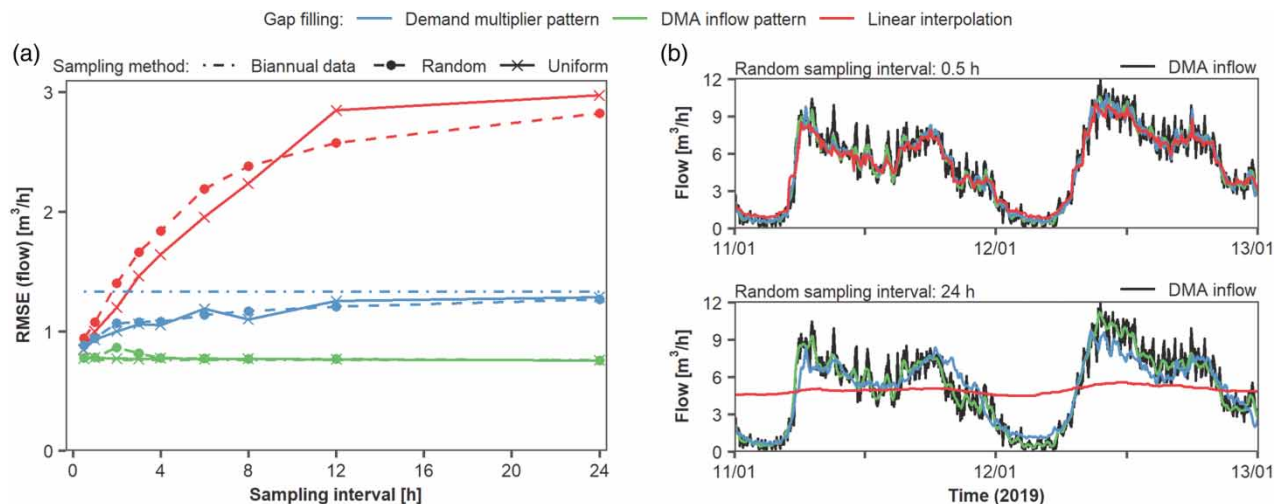 Gap filling: Demand multiplier pattern DMA inflow pattern Linear interpolation
(a)
Sampling method: Biannual data Random Uniform
3
2
1
0
RMSE (flow) [m³/h]
0 4 8 12 16 20 24
Sampling interval [h]
(b)
Random sampling interval: 0.5 h DMA inflow
12
9
6
3
0
Flow [m³/h]
11/01 12/01 13/01
Random sampling interval: 24 h DMA inflow
12
9
6
3
0
Flow [m³/h]
11/01 12/01 13/01
Time (2019)